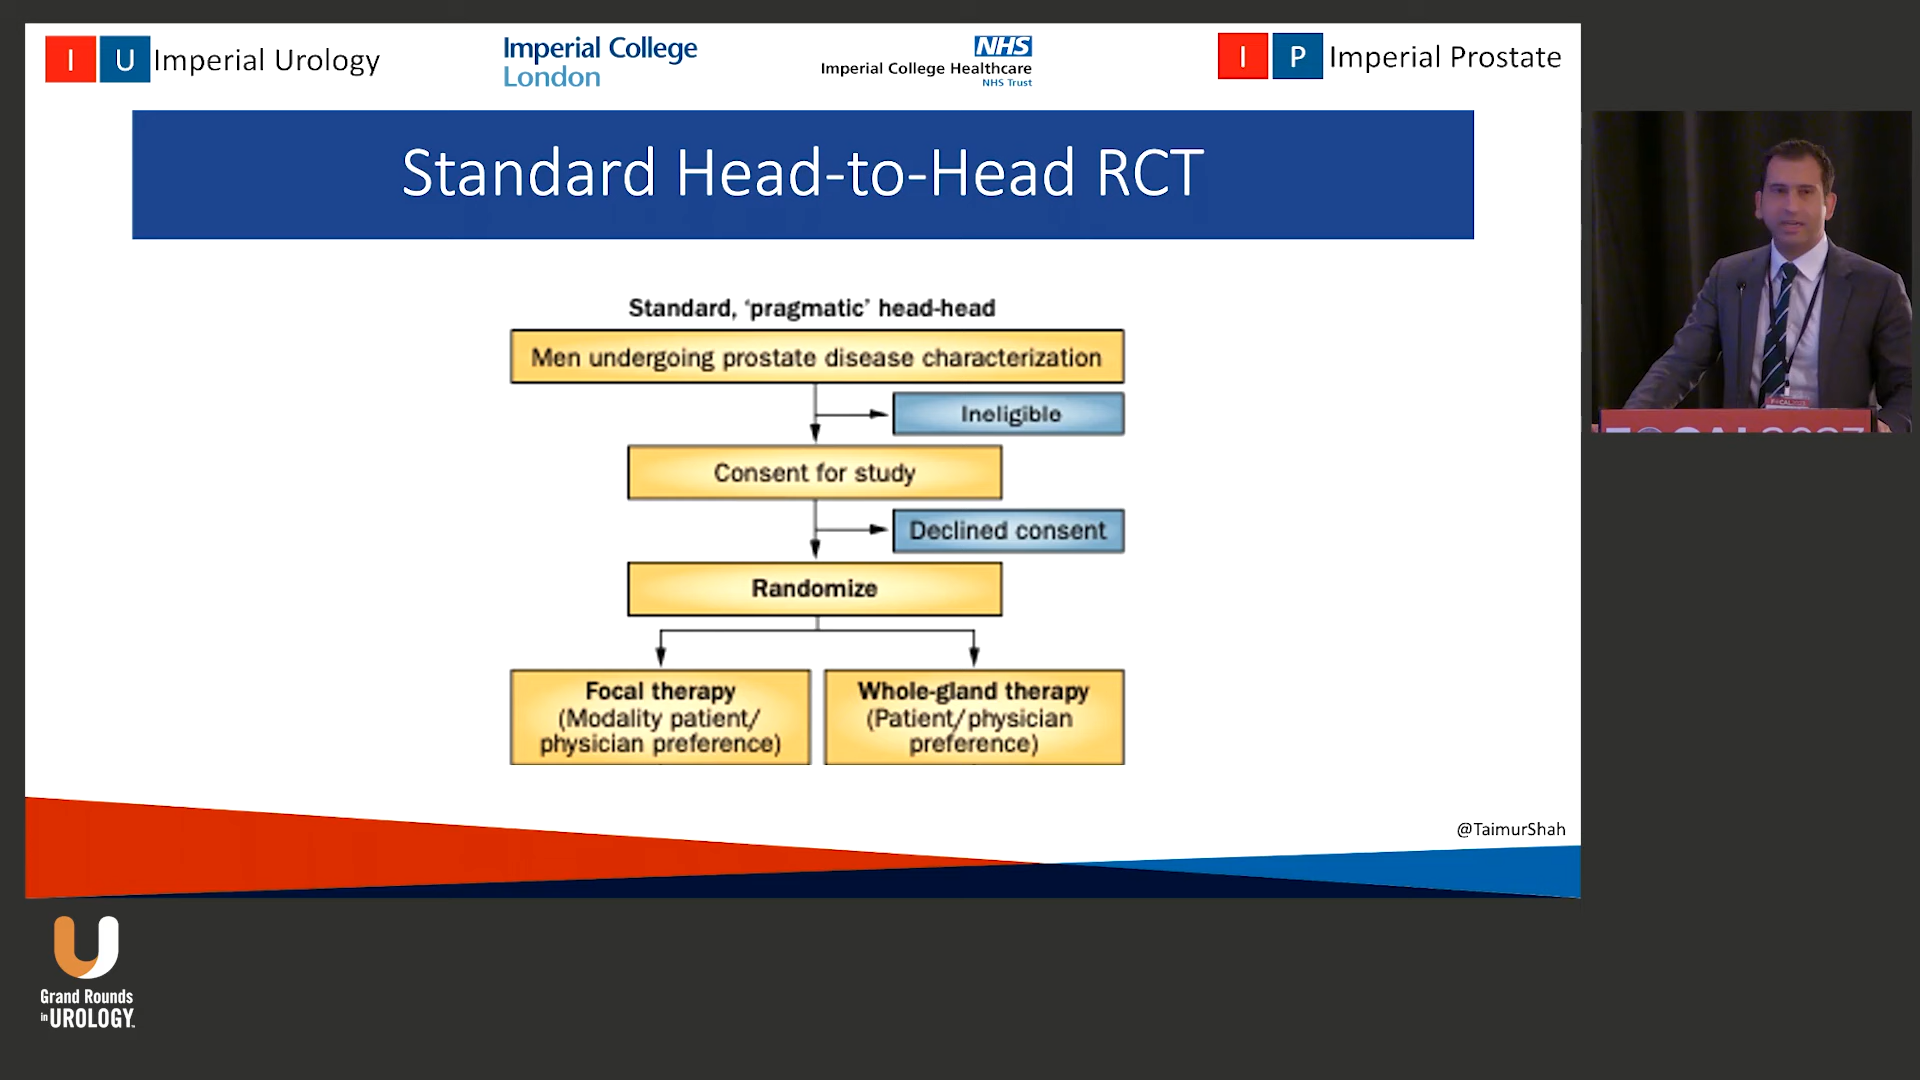 I U Imperial Urology
Imperial College
London
NHS
Imperial College Healthcare
NHS Trust
I P Imperial Prostate
Standard Head-to-Head RCT
Standard, ‘pragmatic’ head-head
Men undergoing prostate disease characterization
Ineligible
Consent for study
Declined consent
Randomize
Focal therapy
(Modality patient/
physician preference)
Whole-gland therapy
(Patient/physician
preference)
@TaimurShah
Grand Rounds
in UROLOGY